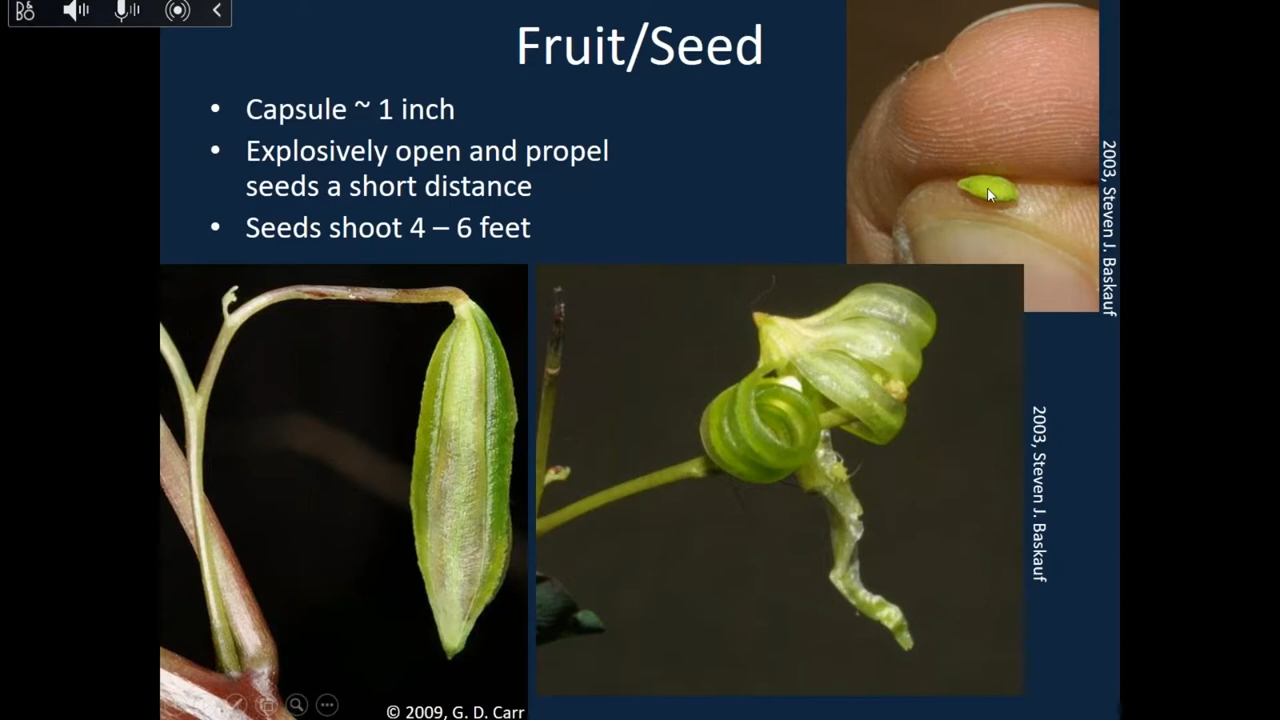 Fruit/Seed
• Capsule ~ 1 inch
• Explosively open and propel
seeds a short distance
• Seeds shoot 4 – 6 feet
2003, Steven J. Baskauf
2003, Steven J. Baskauf
© 2009, G. D. Carr